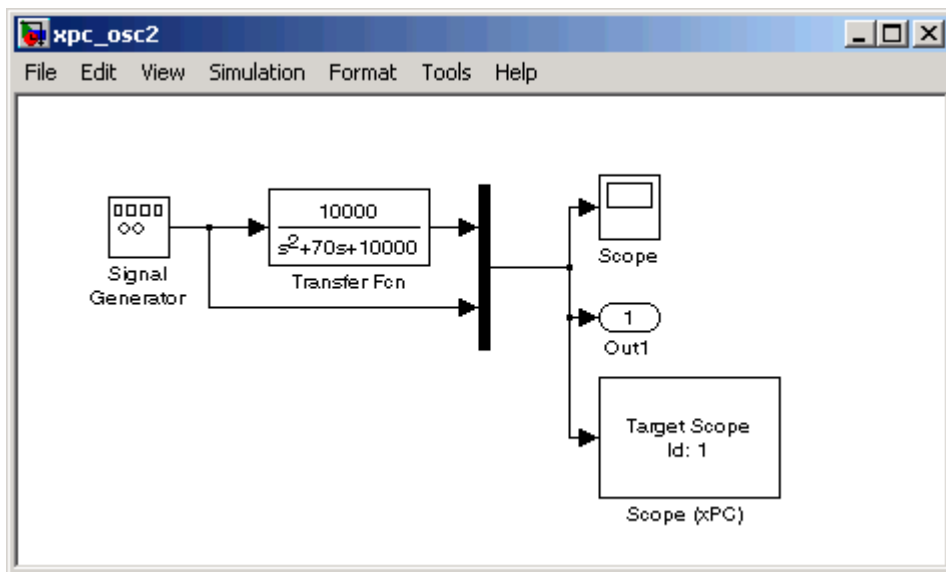 xpc_osc2
File Edit View Simulation Format Tools Help
10000
s²+70s+10000
Transfer Fcn
Signal
Generator
Scope
1
Out1
Target Scope
Id: 1
Scope (xPC)